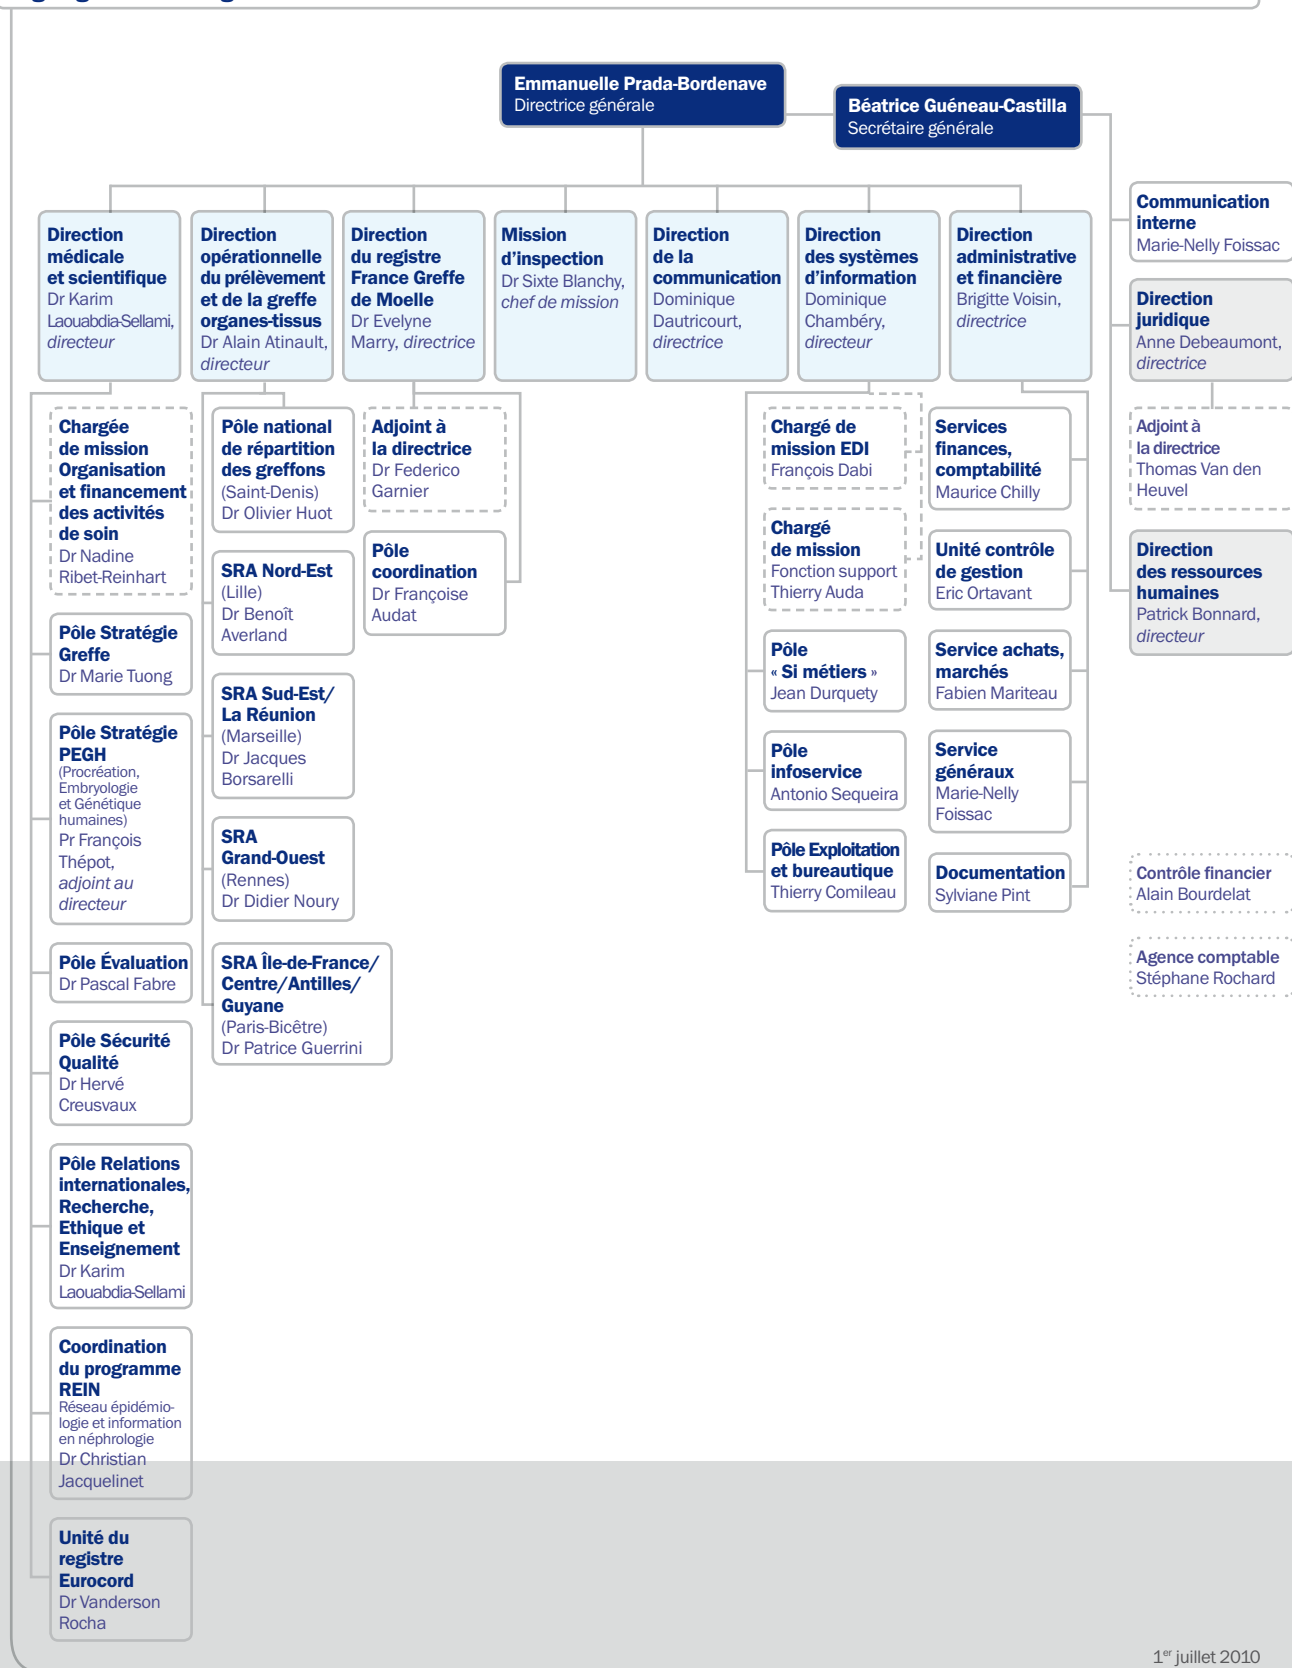 Emmanuelle Prada-Bordenave
Directrice générale
Béatrice Guéneau-Castilla
Secrétaire générale
Direction
médicale
et scientifique
Dr Karim
Laouabdia-Sellami,
directeur
Direction
opérationnelle
du prélèvement
et de la greffe
organes-tissus
Dr Alain Atinault,
directeur
Direction
du registre
France Greffe
de Moelle
Dr Evelyne
Marry, directrice
Mission
d'inspection
Dr Sixte Blanchy,
chef de mission
Direction
de la
communication
Dominique
Dautricourt,
directrice
Direction
des systèmes
d'information
Dominique
Chambéry,
directeur
Direction
administrative
et financière
Brigitte Voisin,
directrice
Communication
interne
Marie-Nelly Foissac
Direction
juridique
Anne Debeaumont,
directrice
Adjoint à
la directrice
Thomas Van den
Heuvel
Direction
des ressources
humaines
Patrick Bonnard,
directeur
Chargée
de mission
Organisation
et financement
des activités
de soin
Dr Nadine
Ribet-Reinhart
Pôle Stratégie
Greffe
Dr Marie Tuong
Pôle Stratégie
PEGH
(Procréation,
Embryologie
et Génétique
humaines)
Pr François
Thépot,
adjoint au
directeur
Pôle Évaluation
Dr Pascal Fabre
Pôle Sécurité
Qualité
Dr Hervé
Creusvaux
Pôle Relations
internationales,
Recherche,
Ethique et
Enseignement
Dr Karim
Laouabdia-Sellami
Coordination
du programme
REIN
Réseau épidémio-
logie et information
en néphrologie
Dr Christian
Jacquelinet
Unité du
registre
Eurocord
Dr Vanderson
Rocha
Pôle national
de répartition
des greffons
(Saint-Denis)
Dr Olivier Huot
SRA Nord-Est
(Lille)
Dr Benoît
Averland
SRA Sud-Est/
La Réunion
(Marseille)
Dr Jacques
Borsarelli
SRA
Grand-Ouest
(Rennes)
Dr Didier Noury
SRA Île-de-France/
Centre/Antilles/
Guyane
(Paris-Bicêtre)
Dr Patrice Guerrini
Adjoint à
la directrice
Dr Federico
Garnier
Pôle
coordination
Dr Françoise
Audat
Chargé de
mission EDI
François Dabi
Chargé
de mission
Fonction support
Thierry Auda
Pôle
« Si métiers »
Jean Durquety
Pôle
infoservice
Antonio Sequeira
Pôle Exploitation
et bureautique
Thierry Comileau
Services
finances,
comptabilité
Maurice Chilly
Unité contrôle
de gestion
Eric Ortavant
Service achats,
marchés
Fabien Mariteau
Service
généraux
Marie-Nelly
Foissac
Documentation
Sylviane Pint
Contrôle financier
Alain Bourdelat
Agence comptable
Stéphane Rochard
1er juillet 2010